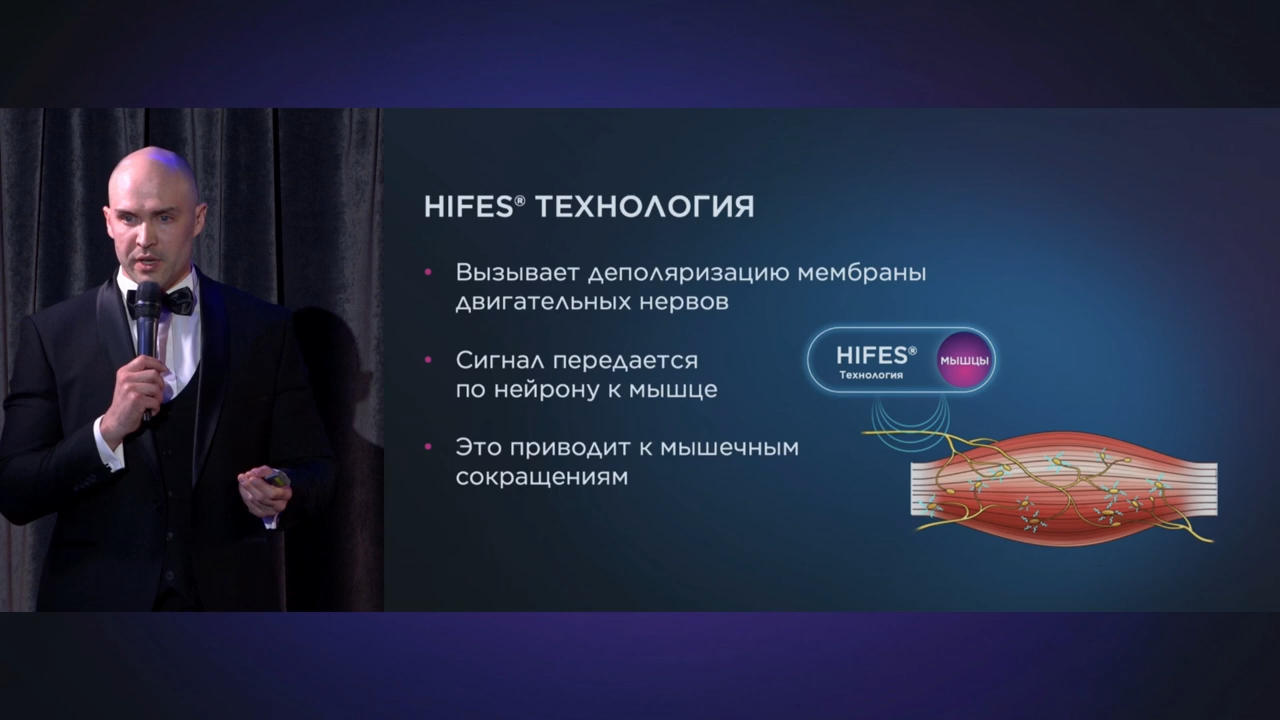 HIFES® ТЕХНОЛОГИЯ
• Вызывает деполяризацию мембраны
двигательных нервов
• Сигнал передается
по нейрону к мышце
• Это приводит к мышечным
сокращениям
HIFES®
Технология
МЫШЦЫ